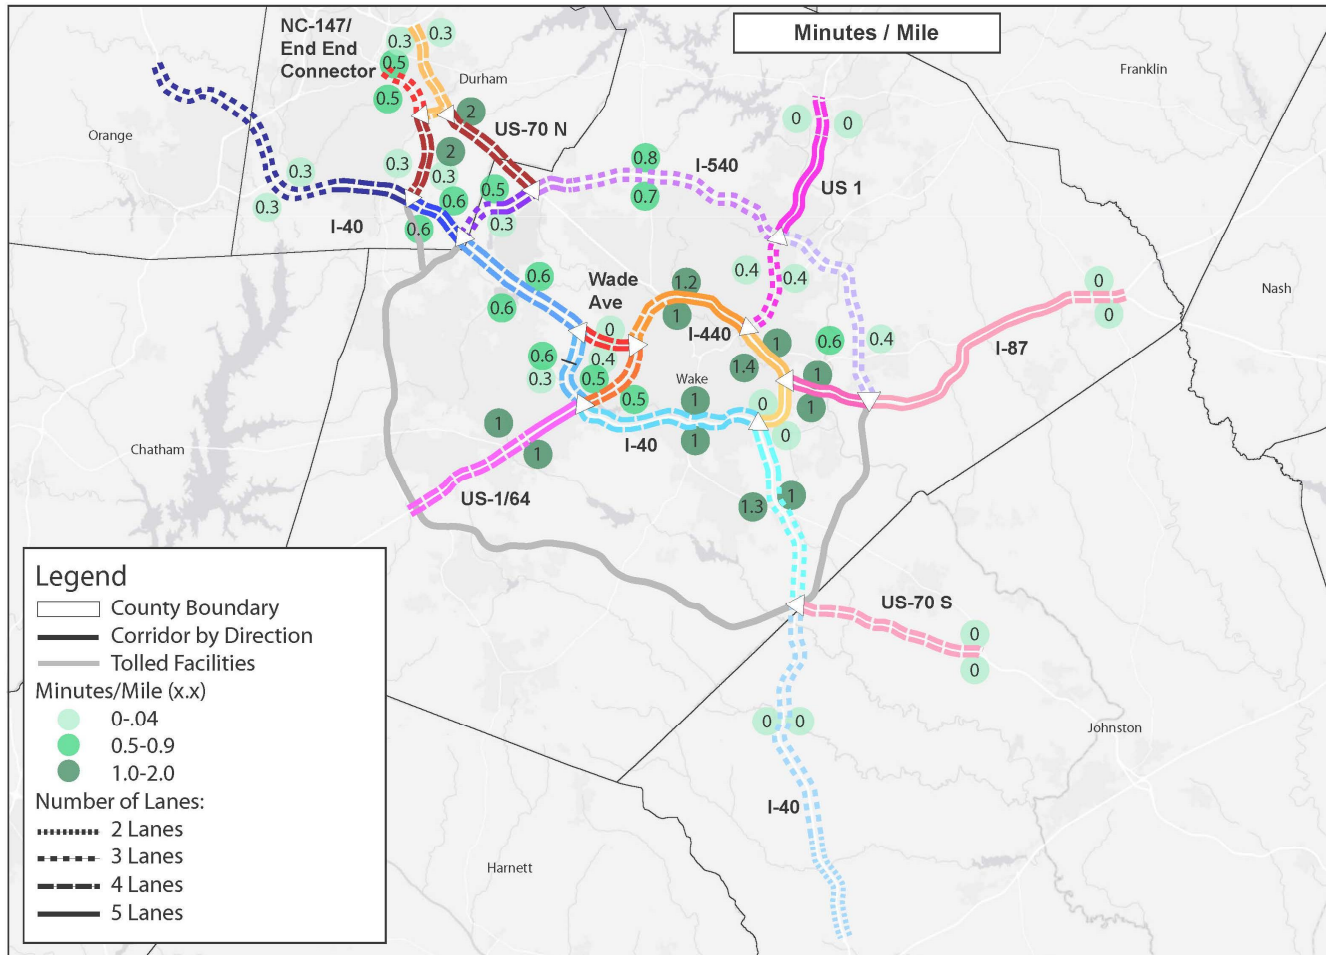 Minutes / Mile
NC-147/
End End
Connector
0.3
0.3
0.5
0.5
Durham
Franklin
Orange
2
US-70 N
0
0
2
0.3
0.3
0.3
0.3
0.8
I-540
0.7
US 1
0.5
0.6
0.3
0.6
I-40
0.6
0.6
Wade
Ave
0.4
0.4
1.2
1
I-440
0
0
Nash
I-87
0
0.6
0.4
0.3
0.5
0.5
1
0.6
0.4
1.4
Wake
1
1
0
0
1
1
I-40
1
1
Chatham
US-1/64
1.3
1
US-70 S
0
0
0
0
Johnston
I-40
Harnett
Legend
County Boundary
Corridor by Direction
Tolled Facilities
Minutes/Mile (x.x)
0-.04
0.5-0.9
1.0-2.0
Number of Lanes:
2 Lanes
3 Lanes
4 Lanes
5 Lanes